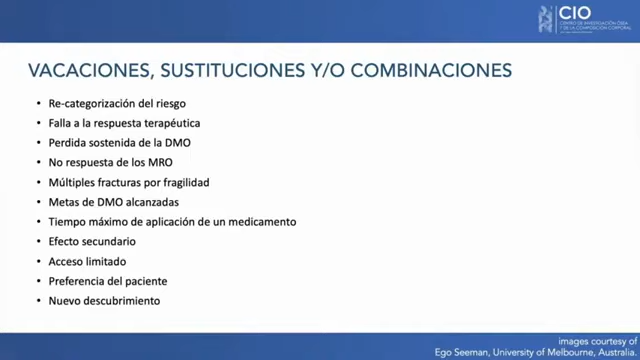 CIO
CENTRO DE INVESTIGACIÓN ÓSEA
Y DE LA COMPOSICIÓN CORPORAL
VACACIONES, SUSTITUCIONES Y/O COMBINACIONES
• Re-categorización del riesgo
• Falla a la respuesta terapéutica
• Perdida sostenida de la DMO
• No respuesta de los MRO
• Múltiples fracturas por fragilidad
• Metas de DMO alcanzadas
• Tiempo máximo de aplicación de un medicamento
• Efecto secundario
• Acceso limitado
• Preferencia del paciente
• Nuevo descubrimiento
images courtesy of
Ego Seeman, University of Melbourne, Australia.